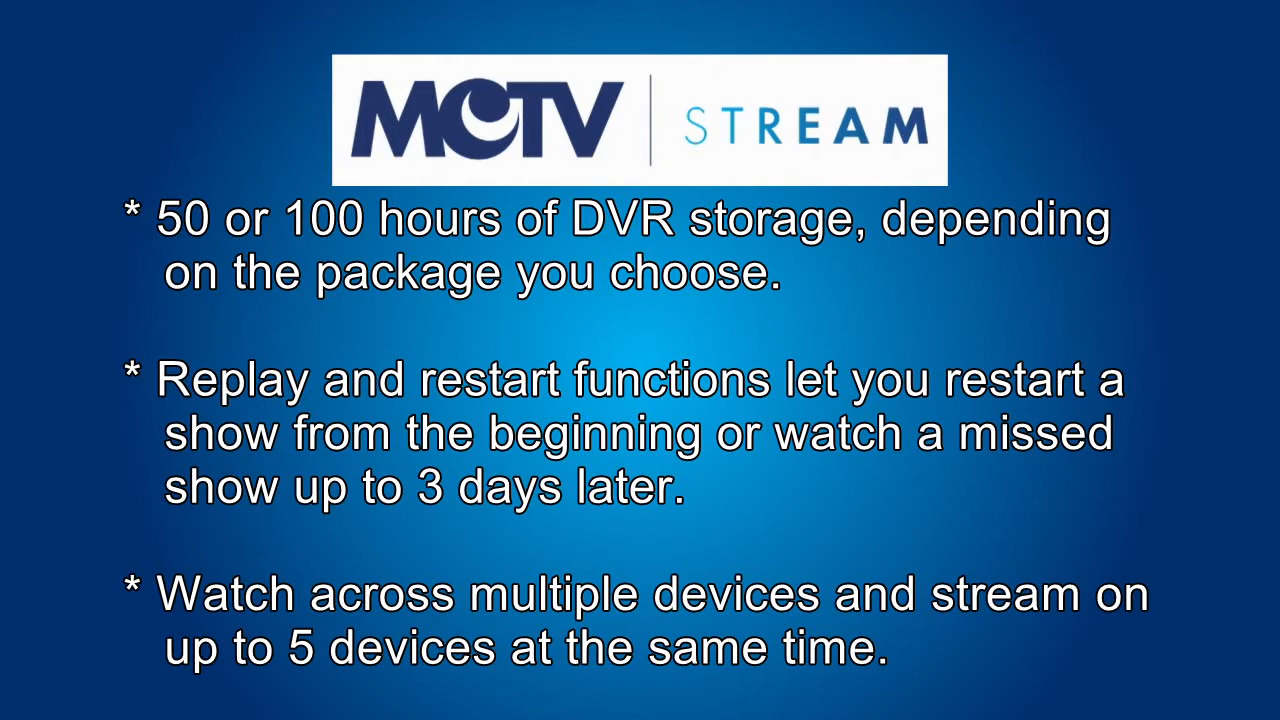 MCTV | STREAM
* 50 or 100 hours of DVR storage, depending
on the package you choose.
* Replay and restart functions let you restart a
show from the beginning or watch a missed
show up to 3 days later.
* Watch across multiple devices and stream on
up to 5 devices at the same time.